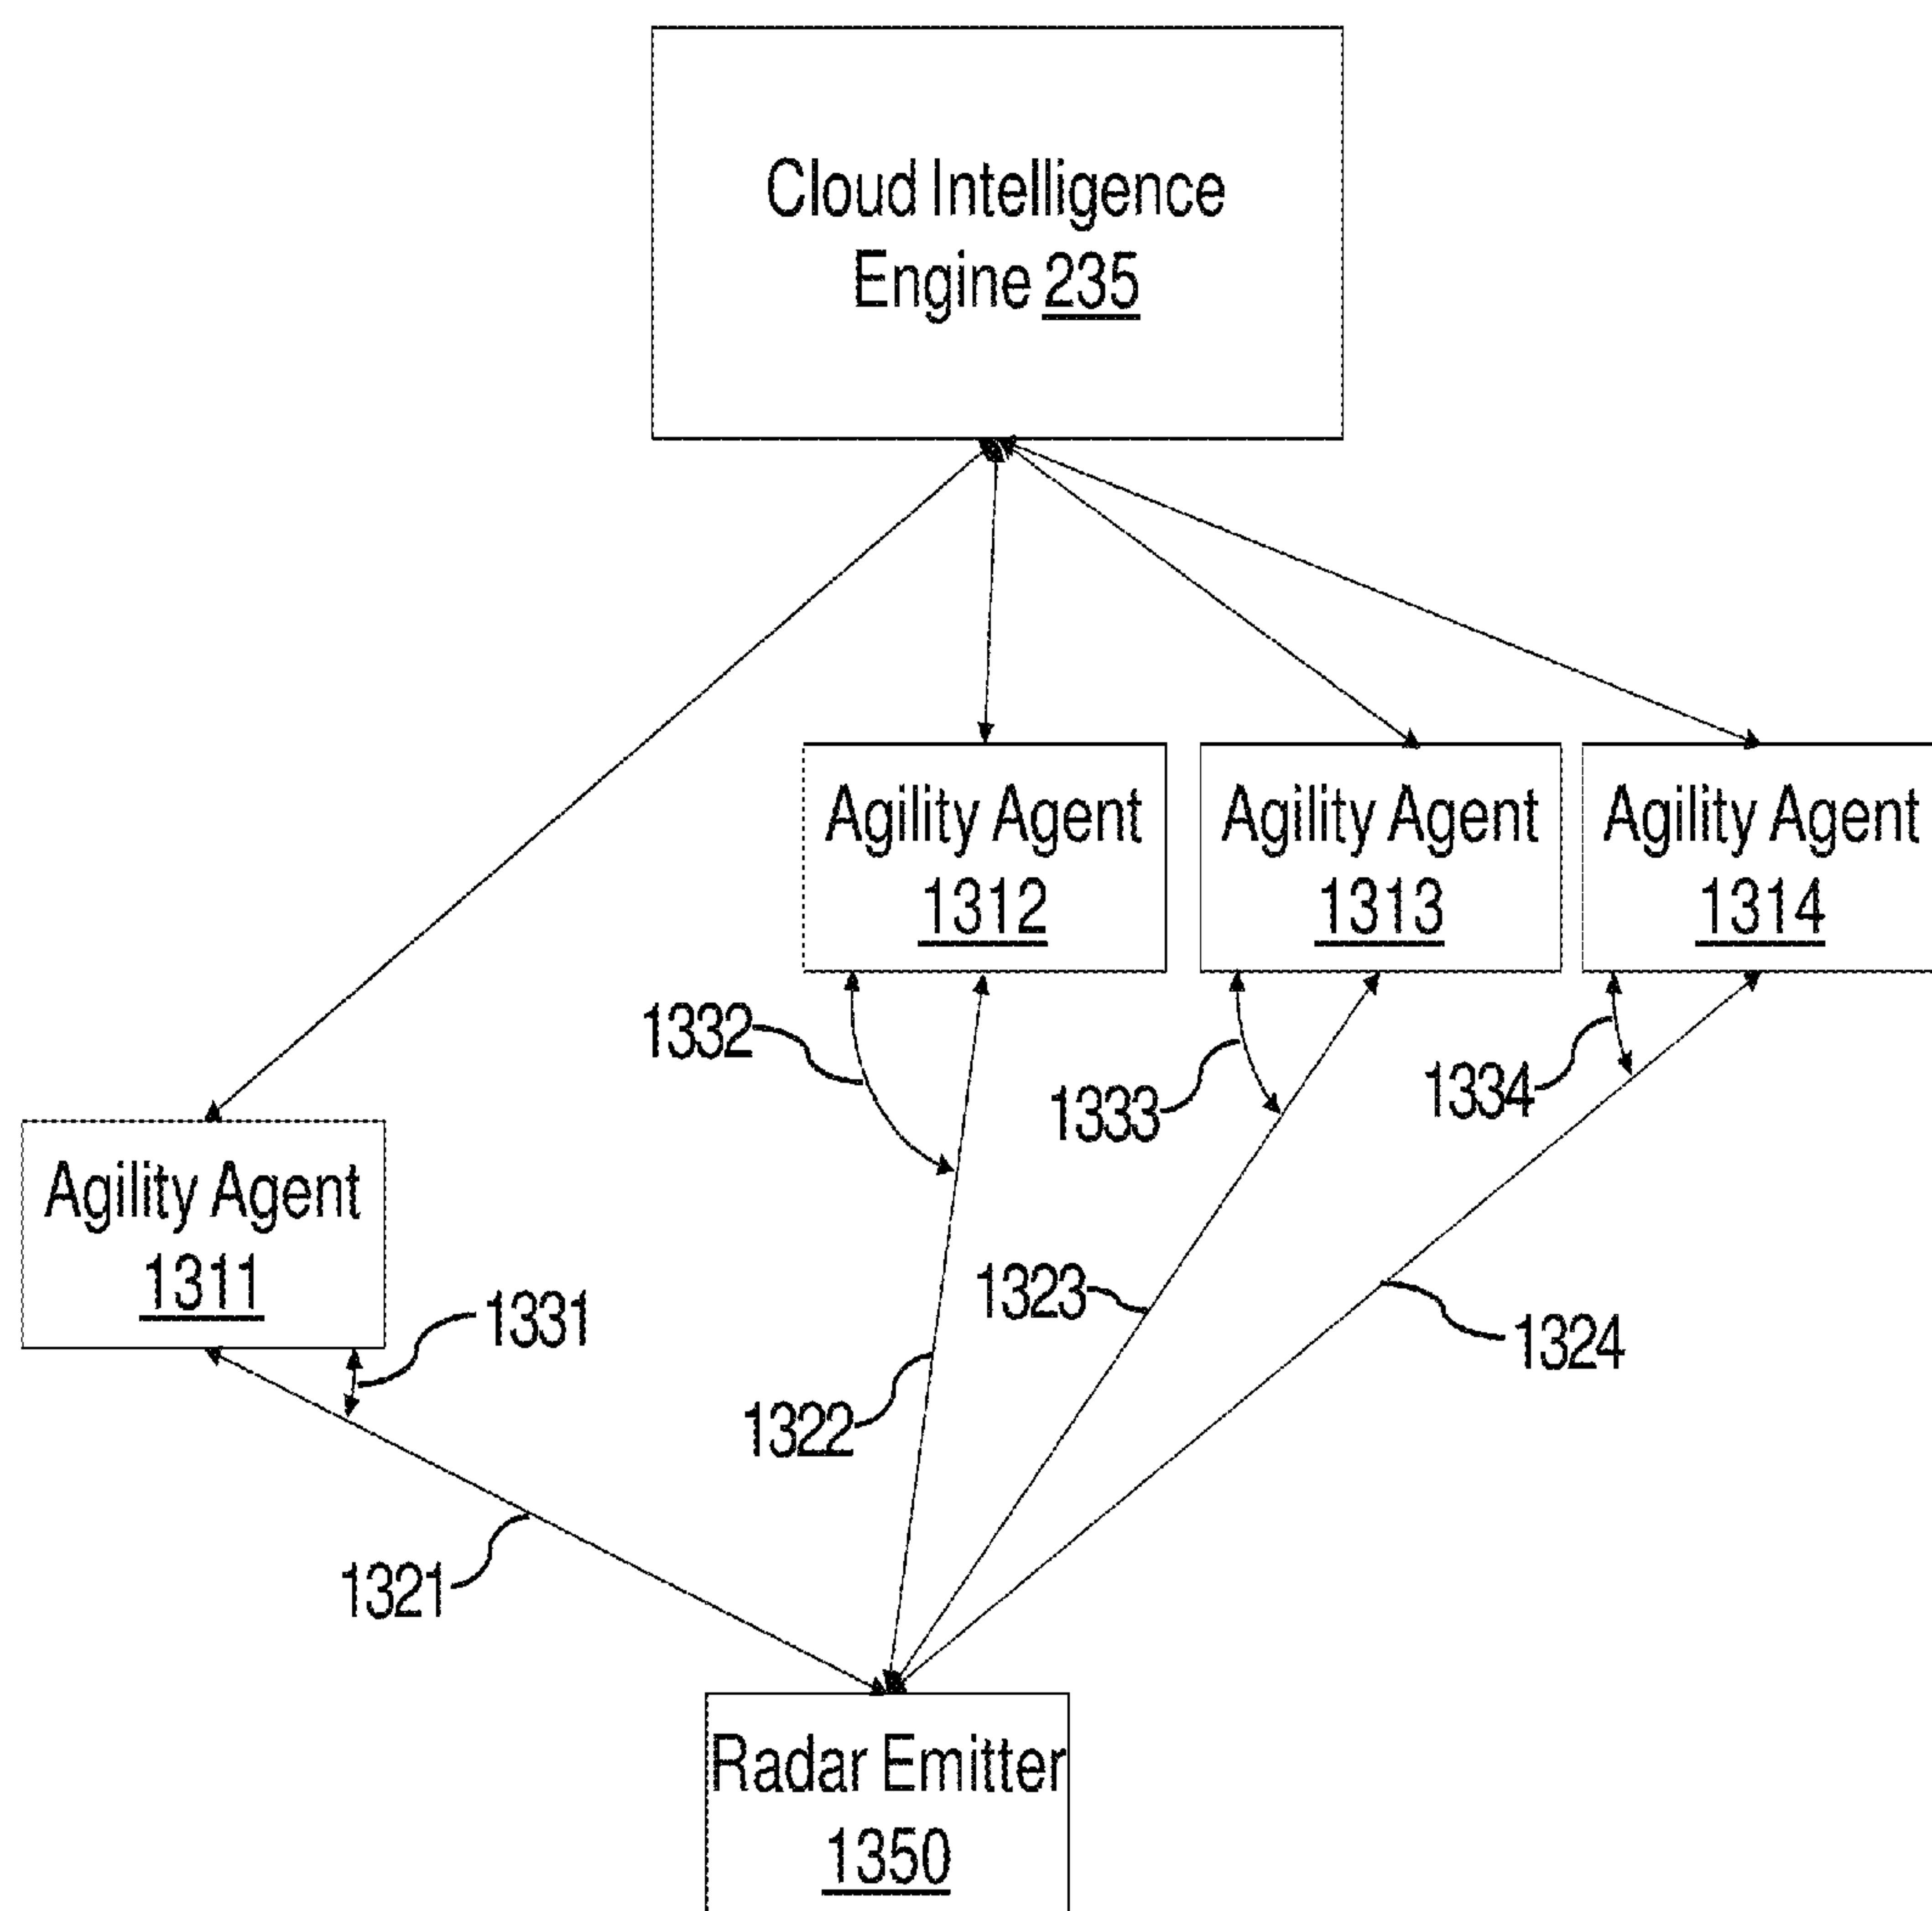 Cloud Intelligence
Engine 235
Agility Agent
1312
Agility Agent
1313
Agility Agent
1314
1332
1333
1334
Agility Agent
1311
1331
1323
1324
1322
1321
Radar Emitter
1350